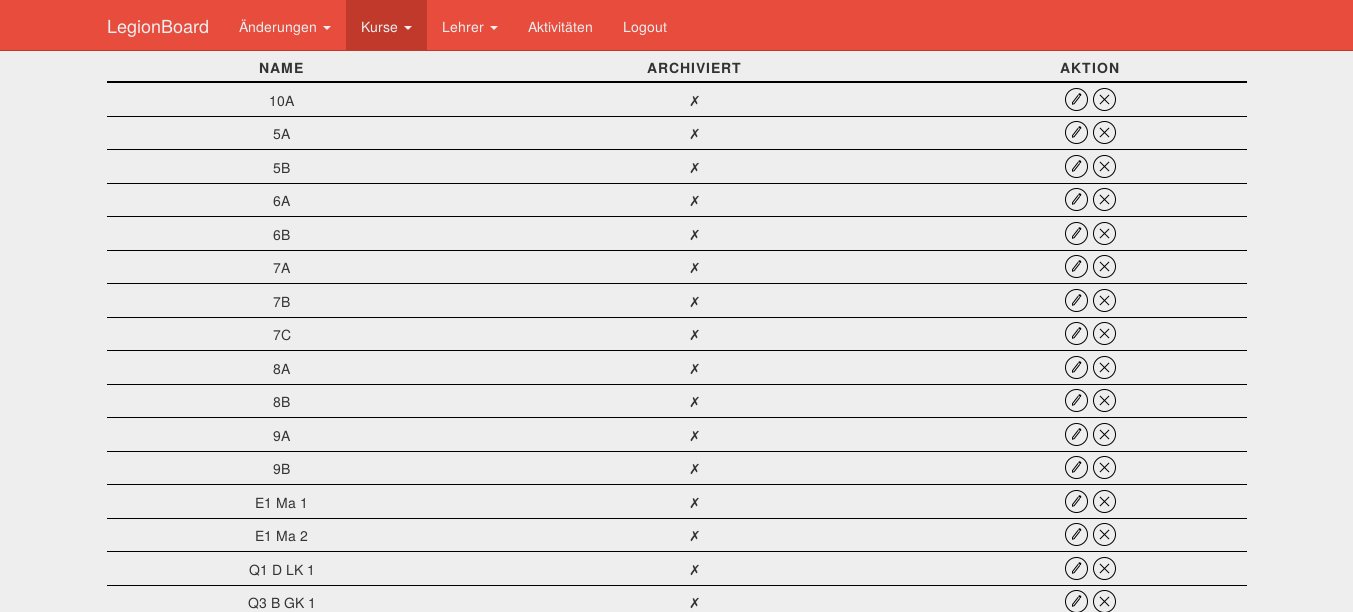 LegionBoard Änderungen Kurse Lehrer Aktivitäten Logout
NAME ARCHIVIERT AKTION
10A ✗
5A ✗
5B ✗
6A ✗
6B ✗
7A ✗
7B ✗
7C ✗
8A ✗
8B ✗
9A ✗
9B ✗
E1 Ma 1 ✗
E1 Ma 2 ✗
Q1 D LK 1 ✗
Q3 B GK 1 ✗